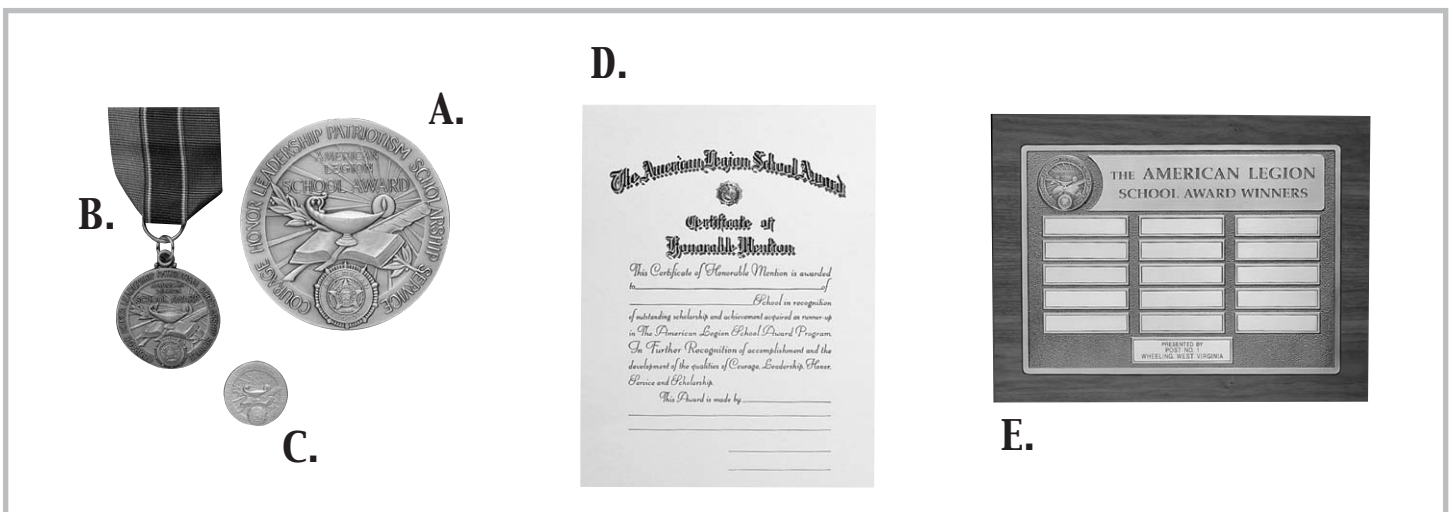 A.
COURAGE HONOR LEADERSHIP PATRIOTISM SCHOLARSHIP SERVICE
AMERICAN
LEGION
SCHOOL AWARD
B.
AMERICAN
LEGION
SCHOOL AWARD
C.
D.
The American Legion School Award
Certificate of
Honorable Mention
This Certificate of Honorable Mention is awarded
to of
School in recognition
of outstanding scholarship and achievement acquired as runner-up
in The American Legion School Award Program.
In Further Recognition of accomplishment and the
development of the qualities of Courage, Leadership, Honor,
Service and Scholarship.
This Award is made by
THE AMERICAN LEGION
SCHOOL AWARD WINNERS
PRESENTED BY
POST NO. 1
WHEELING, WEST VIRGINIA
E.